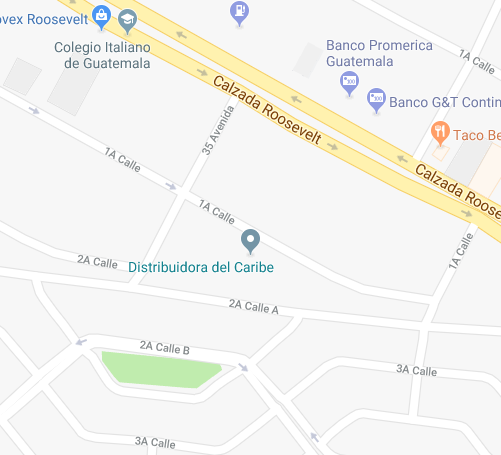 ovex Roosevelt
Colegio Italiano
de Guatemala
Banco Promerica
Guatemala
1A Calle
Banco G&T Contin
Calzada Roosevelt
35 Avenida
Taco Be
1A Calle
Calzada Roose
1A Calle
1A Calle
2A Calle
Distribuidora del Caribe
2A Calle A
2A Calle B
3A Calle
3A Calle